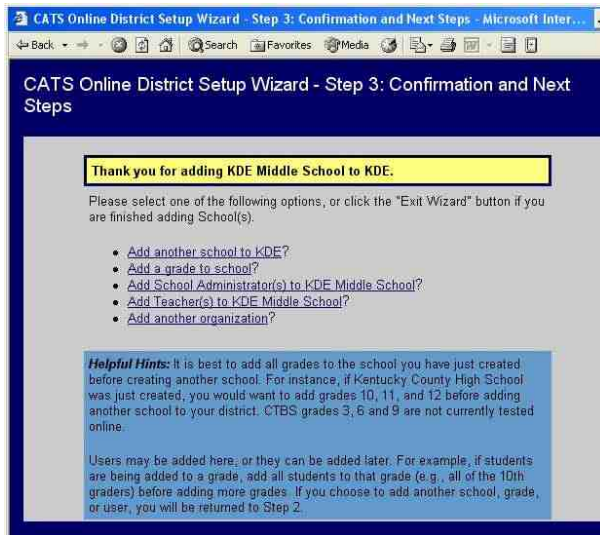 CATS Online District Setup Wizard - Step 3: Confirmation and Next Steps - Microsoft Inter...
Back Search Favorites Media
CATS Online District Setup Wizard - Step 3: Confirmation and Next
Steps
Thank you for adding KDE Middle School to KDE.
Please select one of the following options, or click the "Exit Wizard" button if you
are finished adding School(s).
Add another school to KDE?
Add a grade to school?
Add School Administrator(s) to KDE Middle School?
Add Teacher(s) to KDE Middle School?
Add another organization?
Helpful Hints: It is best to add all grades to the school you have just created
before creating another school. For instance, if Kentucky County High School
was just created, you would want to add grades 10, 11, and 12 before adding
another school to your district. CTBS grades 3, 6 and 9 are not currently tested
online.
Users may be added here, or they can be added later. For example, if students
are being added to a grade, add all students to that grade (e.g., all of the 10th
graders) before adding more grades. If you choose to add another school, grade,
or user, you will be returned to Step 2.